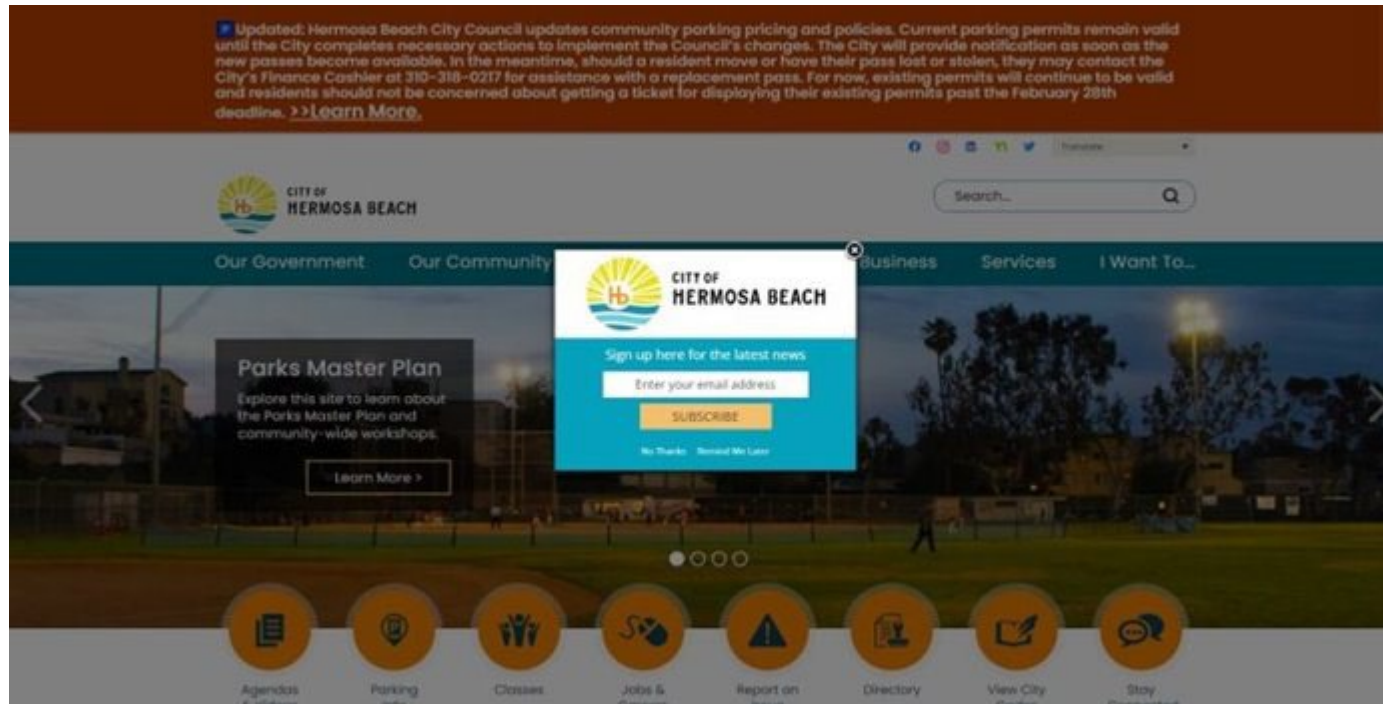 Updated: Hermosa Beach City Council updates community parking pricing and policies. Current parking permits remain valid
until the City completes necessary actions to implement the Council's changes. The City will provide notification as soon as the
new passes become available. In the meantime, should a resident move or have their pass lost or stolen, they may contact the
City's Finance Cashier at 310-318-0217 for assistance with a replacement pass. For now, existing permits will continue to be valid
and residents should not be concerned about getting a ticket for displaying their existing permits past the February 28th
deadline. >>Learn More.
Translate
CITY OF
HERMOSA BEACH
Search...
Our Government Our Community Business Services I Want To...
CITY OF
HERMOSA BEACH
Sign up here for the latest news
Enter your email address
SUBSCRIBE
No Thanks Remind Me Later
Parks Master Plan
Explore this site to learn about
the Parks Master Plan and
community-wide workshops.
Learn More >
Agendas Parking Classes Jobs & Report an Directory View City Stay